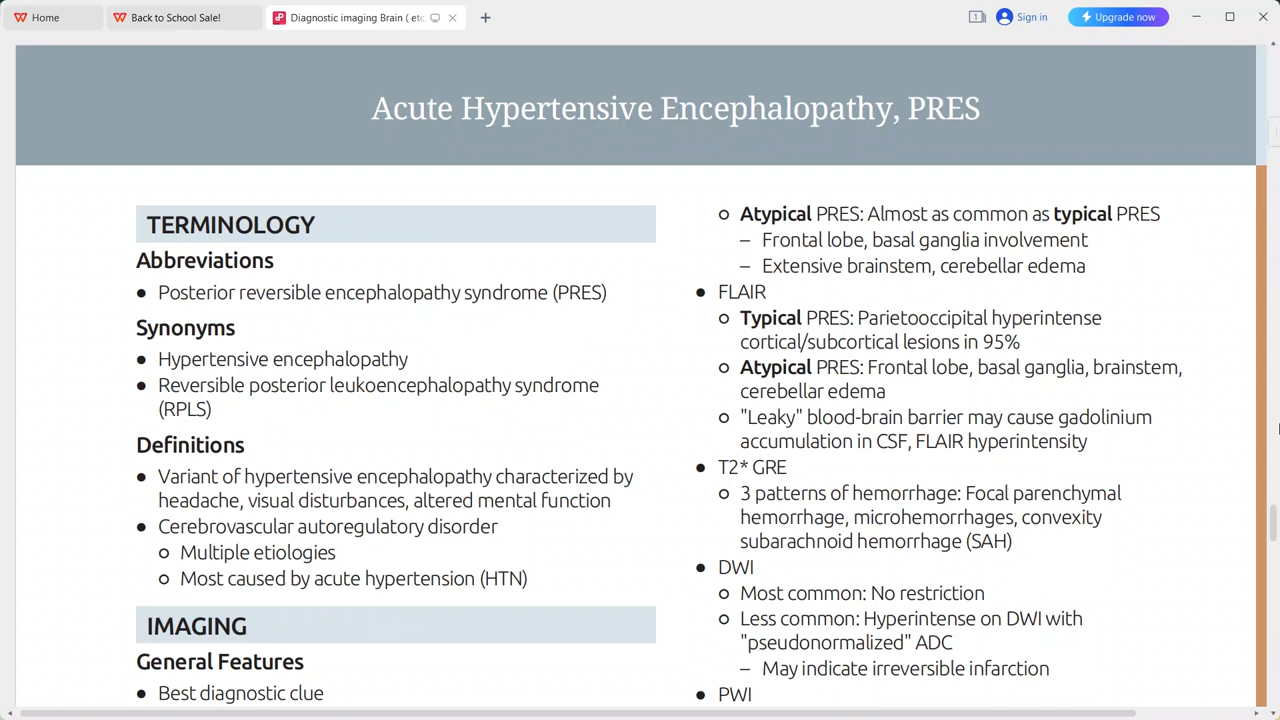 Home
Back to School Sale!
Diagnostic imaging Brain ( etc
1
Sign in
Upgrade now
Acute Hypertensive Encephalopathy, PRES
TERMINOLOGY
Abbreviations
● Posterior reversible encephalopathy syndrome (PRES)
Synonyms
● Hypertensive encephalopathy
● Reversible posterior leukoencephalopathy syndrome
(RPLS)
Definitions
● Variant of hypertensive encephalopathy characterized by
headache, visual disturbances, altered mental function
● Cerebrovascular autoregulatory disorder
○ Multiple etiologies
○ Most caused by acute hypertension (HTN)
IMAGING
General Features
● Best diagnostic clue
○ Atypical PRES: Almost as common as typical PRES
– Frontal lobe, basal ganglia involvement
– Extensive brainstem, cerebellar edema
● FLAIR
○ Typical PRES: Parietooccipital hyperintense
cortical/subcortical lesions in 95%
○ Atypical PRES: Frontal lobe, basal ganglia, brainstem,
cerebellar edema
○ "Leaky" blood-brain barrier may cause gadolinium
accumulation in CSF, FLAIR hyperintensity
● T2* GRE
○ 3 patterns of hemorrhage: Focal parenchymal
hemorrhage, microhemorrhages, convexity
subarachnoid hemorrhage (SAH)
● DWI
○ Most common: No restriction
○ Less common: Hyperintense on DWI with
"pseudonormalized" ADC
– May indicate irreversible infarction
● PWI